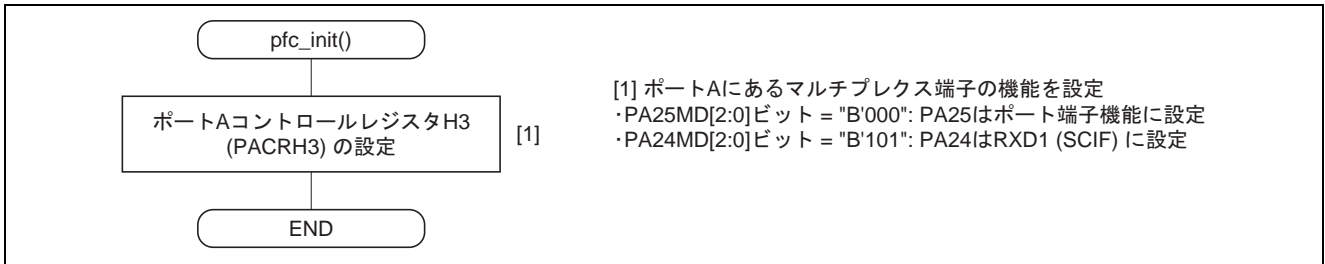 pfc_init()
ポートAコントロールレジスタH3
(PACRH3) の設定
[1]
END
[1] ポートAにあるマルチプレクス端子の機能を設定
・PA25MD[2:0]ビット = "B'000": PA25はポート端子機能に設定
・PA24MD[2:0]ビット = "B'101": PA24はRXD1 (SCIF) に設定